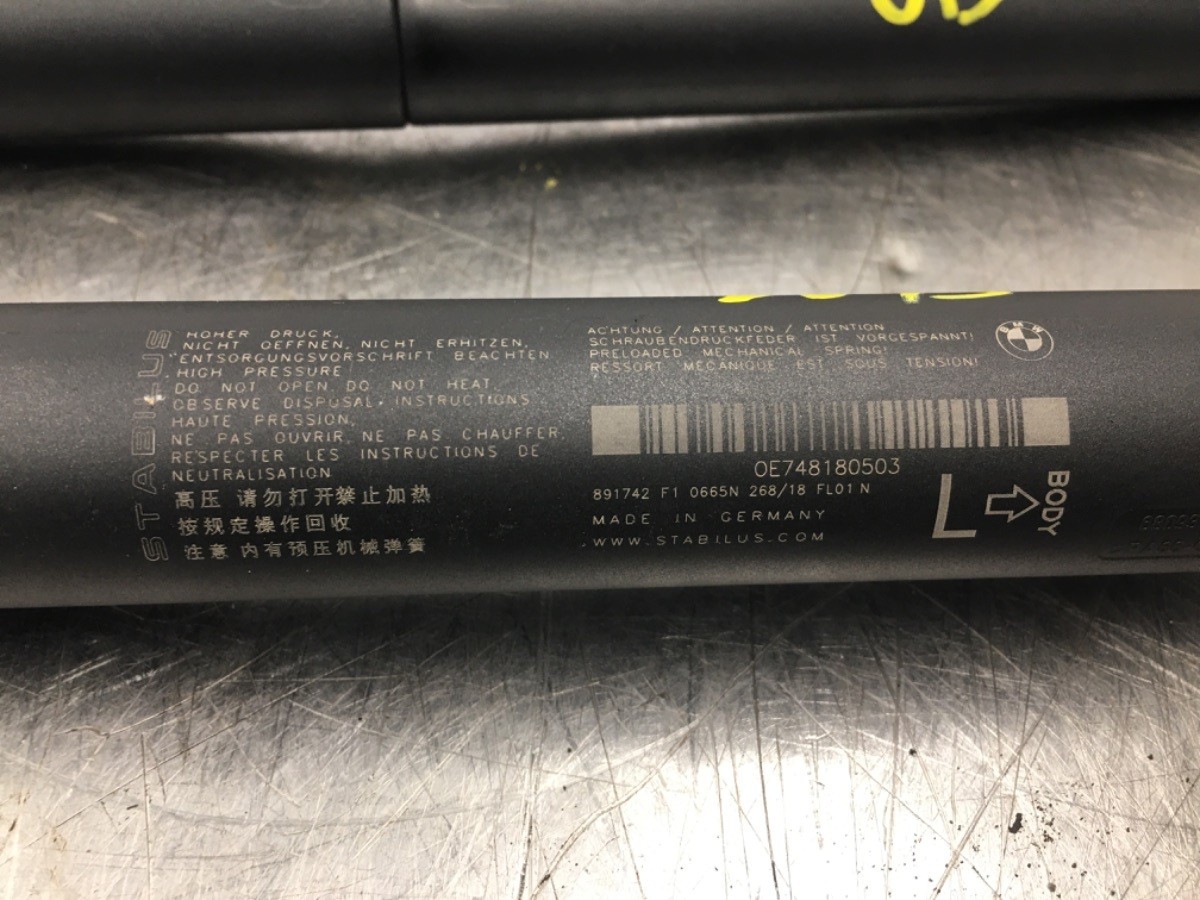 STABILUS
HOHER DRUCK,
NICHT OEFFNEN, NICHT ERHITZEN,
ENTSORGUNGSVORSCHRIFT BEACHTEN
HIGH PRESSURE
DO NOT OPEN, DO NOT HEAT,
OBSERVE DISPOSAL INSTRUCTIONS
HAUTE PRESSION,
NE PAS OUVRIR, NE PAS CHAUFFER,
RESPECTER LES INSTRUCTIONS DE
NEUTRALISATION
高压 请勿打开禁止加热
按规定操作回收
注意 内有预压机械弹簧
ACHTUNG / ATTENTION / ATTENTION
SCHRAUBENDRUCKFEDER IST VORGESPANNT!
PRELOADED MECHANICAL SPRING!
RESSORT MECANIQUE EST SOUS TENSION!
BMW
0E748180503
891742 F1 0665N 268/18 FL01 N
MADE IN GERMANY
WWW.STABILUS.COM
L
BODY